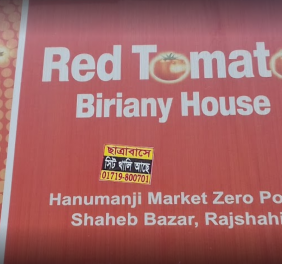 Red Tomato
Biriany House
ছাত্রাবাসে
সিট খালি আছে
01719-800701
Hanumanji Market Zero Po
Shaheb Bazar, Rajshahi